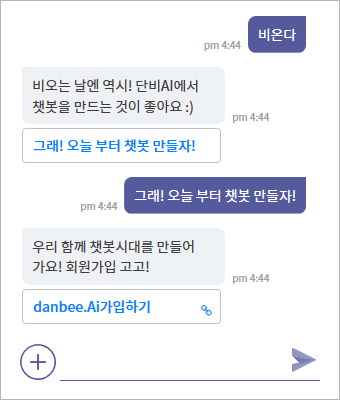 비온다
pm 4:44
비오는 날엔 역시! 단비AI에서
챗봇을 만드는 것이 좋아요 :)
pm 4:44
그래! 오늘 부터 챗봇 만들자!
그래! 오늘 부터 챗봇 만들자!
pm 4:44
우리 함께 챗봇시대를 만들어
가요! 회원가입 고고!
pm 4:44
danbee.Ai가입하기